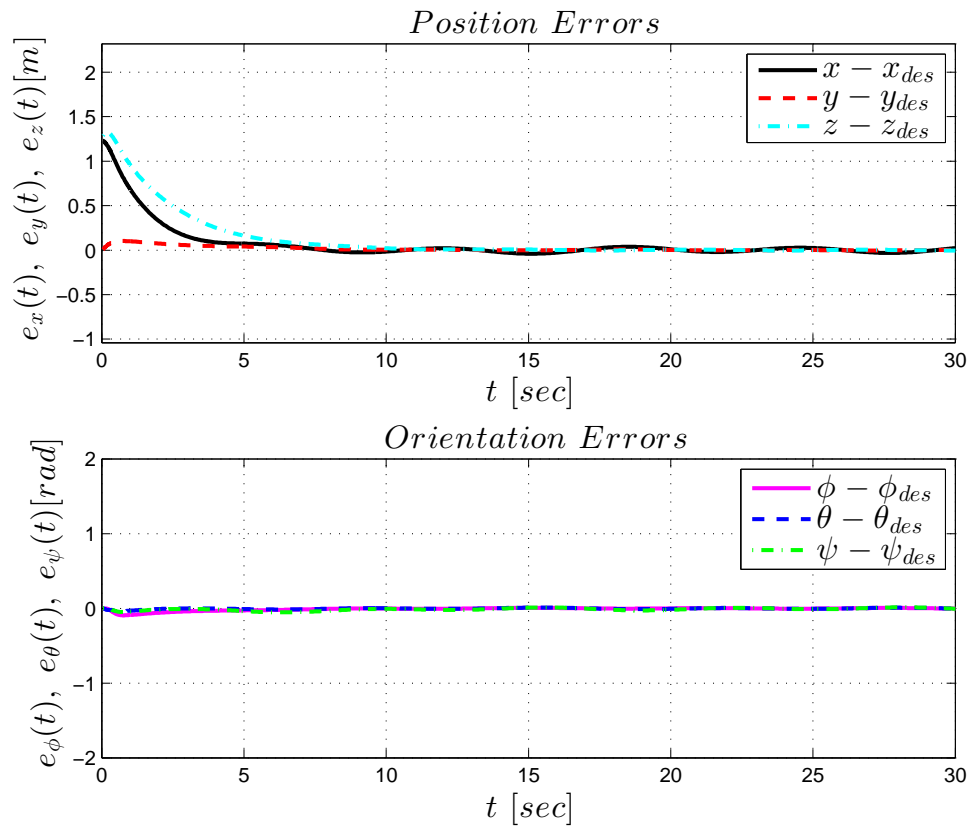 Position Errors
e_x(t), e_y(t), e_z(t)[m]
2
1.5
1
0.5
0
−0.5
−1
x − x_des
y − y_des
z − z_des
0 5 10 15 20 25 30
t [sec]
Orientation Errors
e_ϕ(t), e_θ(t), e_ψ(t)[rad]
2
1
0
−1
−2
ϕ − ϕ_des
θ − θ_des
ψ − ψ_des
0 5 10 15 20 25 30
t [sec]